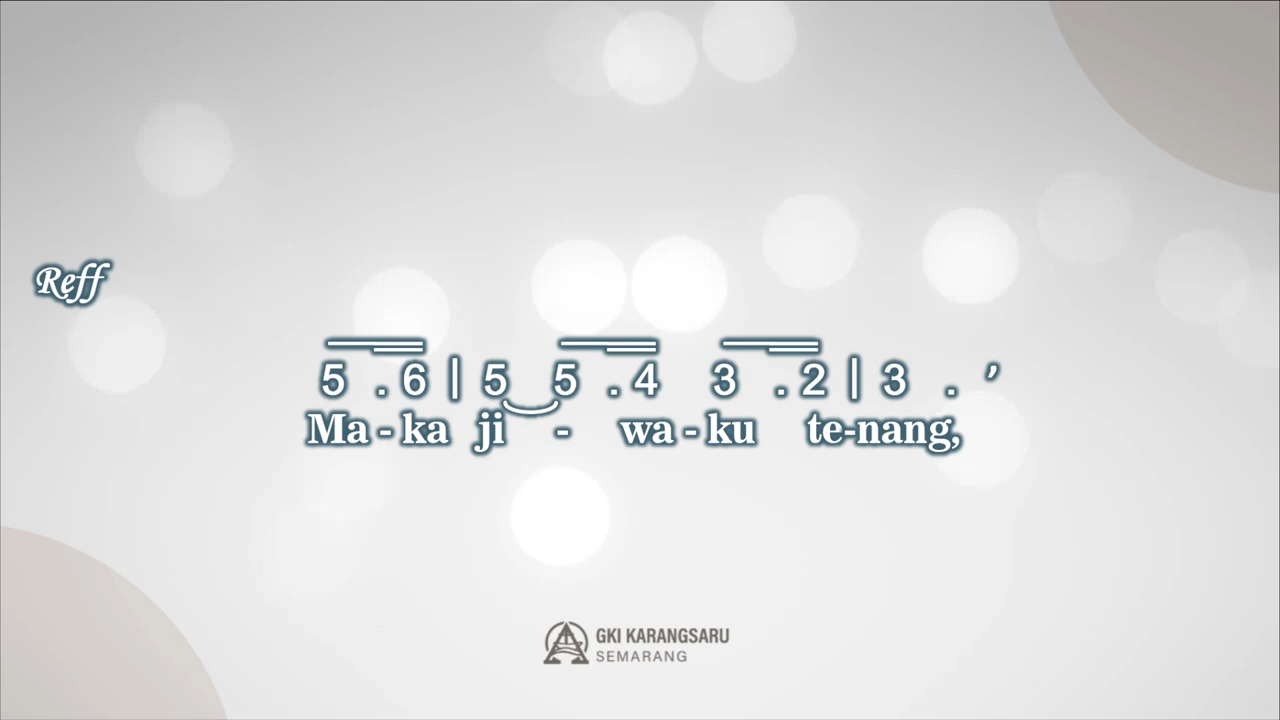 Reff
5 . 6 | 5 5 . 4 3 . 2 | 3 . ’
Ma - ka ji - wa - ku te-nang,
GKI KARANGSARU
SEMARANG